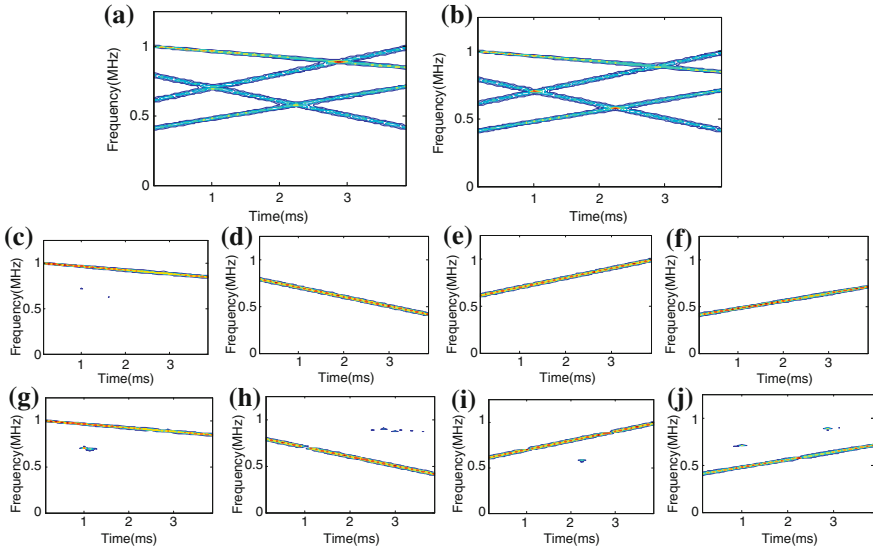 (a)
Frequency(MHz)
1
0.5
0
1 2 3
Time(ms)
(b)
Frequency(MHz)
1
0.5
0
1 2 3
Time(ms)
(c)
Frequency(MHz)
1
0.5
0
1 2 3
Time(ms)
(d)
Frequency(MHz)
1
0.5
0
1 2 3
Time(ms)
(e)
Frequency(MHz)
1
0.5
0
1 2 3
Time(ms)
(f)
Frequency(MHz)
1
0.5
0
1 2 3
Time(ms)
(g)
Frequency(MHz)
1
0.5
0
1 2 3
Time(ms)
(h)
Frequency(MHz)
1
0.5
0
1 2 3
Time(ms)
(i)
Frequency(MHz)
1
0.5
0
1 2 3
Time(ms)
(j)
Frequency(MHz)
1
0.5
0
1 2 3
Time(ms)